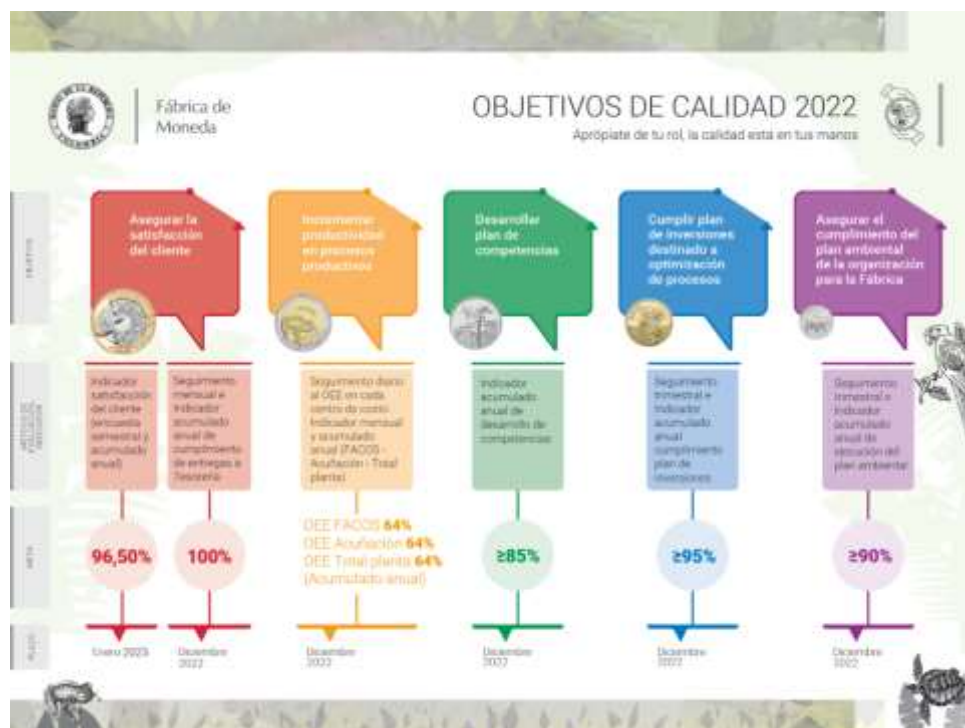 Fábrica de
Moneda
OBJETIVOS DE CALIDAD 2022
Aprópiate de tu rol, la calidad esta en tus manos
OBJETIVO
Asegurar la
satisfacción
del cliente
Incrementar
productividad
en procesos
productivos
Desarrollar
plan de
competencias
Cumplir plan
de inversiones
destinado a
optimización
de procesos
Asegurar el
cumplimiento del
plan ambiental
de la organización
para la Fábrica
Indicador
satisfacción
del cliente
(encuesta
semestral y
acumulado
anual)
Seguimiento
mensual e
Indicador
acumulado
anual de
cumplimiento
de entregas a
Tesorería
Seguimiento diario
al OEE en cada
centro de costo
Indicador mensual
y acumulado
anual (FACOS -
Acuñación - Total
planta)
Indicador
acumulado
anual de
desarrollo de
competencias
Seguimiento
trimestral e
Indicador
acumulado
anual
cumplimiento
plan de
inversiones
Seguimiento
trimestral e
Indicador
acumulado
anual de
ejecución del
plan ambiental
META
96,50%
100%
OEE FACOS 64%
OEE Acuñación 64%
OEE Total planta 64%
(Acumulado anual)
≥85%
≥95%
≥90%
PLAZO
Enero 2023
Diciembre
2022
Diciembre
2022
Diciembre
2022
Diciembre
2022
Diciembre
2022